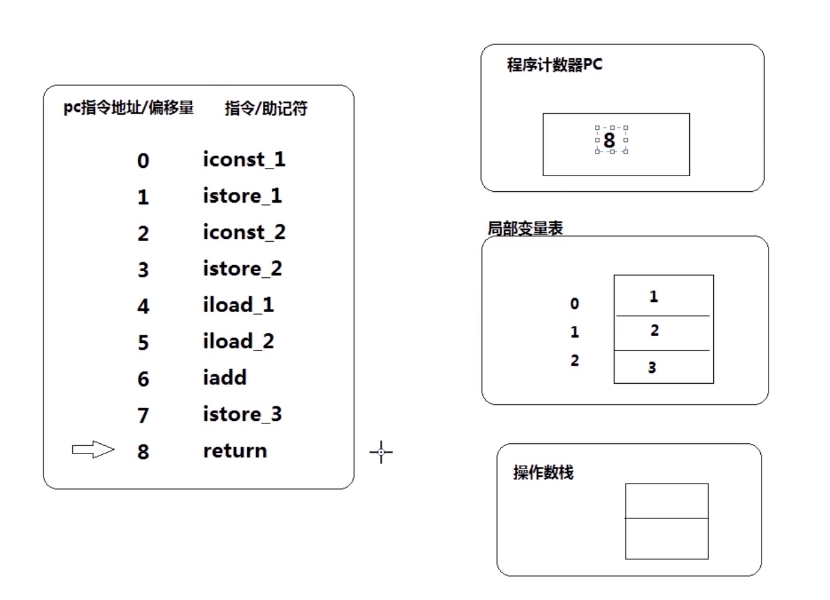 pc指令地址/偏移量 指令/助记符
0 iconst_1
1 istore_1
2 iconst_2
3 istore_2
4 iload_1
5 iload_2
6 iadd
7 istore_3
8 return
程序计数器PC
8
局部变量表
0 1
1 2
2 3
操作数栈